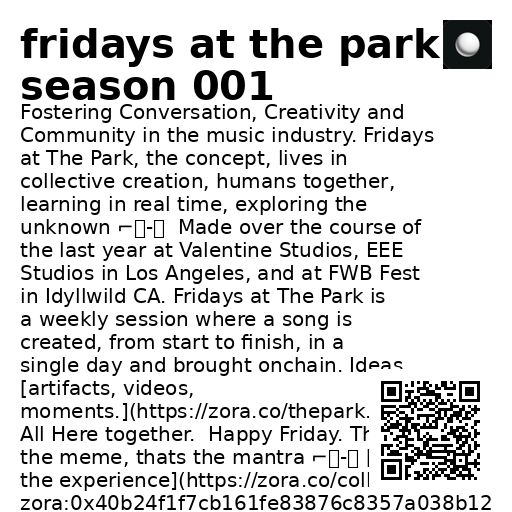 fridays at the park
season 001
Fostering Conversation, Creativity and
Community in the music industry. Fridays
at The Park, the concept, lives in
collective creation, humans together,
learning in real time, exploring the
unknown ⌐▯-▯  Made over the course of
the last year at Valentine Studios, EEE
Studios in Los Angeles, and at FWB Fest
in Idyllwild CA. Fridays at The Park is
a weekly session where a song is
created, from start to finish, in a
single day and brought onchain. Ideas
[artifacts, videos,
moments.](https://zora.co/thepark.
All Here together.  Happy Friday.
the meme, thats the mantra ⌐▯-▯
the experience](https://zora.co/coll
zora:0x40b24f1f7cb161fe83876c8357a038b12